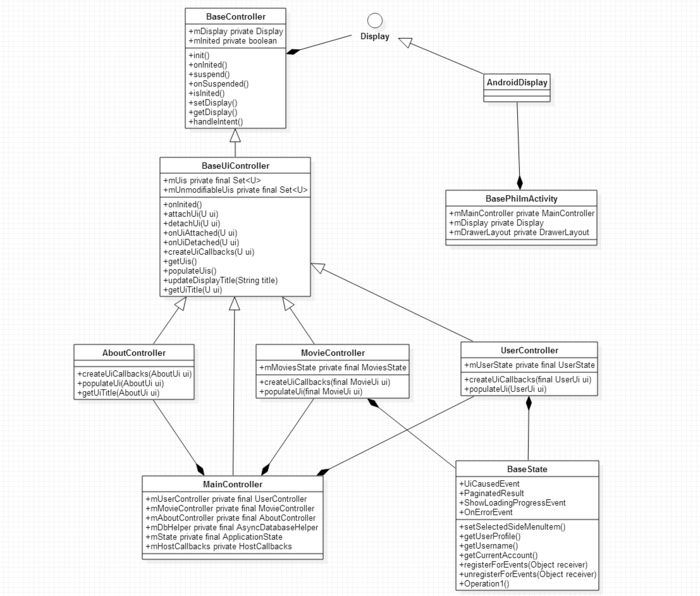 BaseController
+mDisplay private Display
+mInited private boolean
+init()
+onInited()
+suspend()
+onSuspended()
+isInited()
+setDisplay()
+getDisplay()
+handleIntent()
Display
AndroidDisplay
BaseUiController
+mUis private final Set<U>
+mUnmodifiableUis private final Set<U>
+onInited()
+attachUi(U ui)
+detachUi(U ui)
+onUiAttached(U ui)
+onUiDetached(U ui)
+createUiCallbacks(U ui)
+getUis()
+populateUis()
+updateDisplayTitle(String title)
+getUiTitle(U ui)
BasePhilmActivity
+mMainController private MainController
+mDisplay private Display
+mDrawerLayout private DrawerLayout
AboutController
+createUiCallbacks(AboutUi ui)
+populateUi(AboutUi ui)
+getUiTitle(AboutUi ui)
MovieController
+mMoviesState private final MoviesState
+createUiCallbacks(final MovieUi ui)
+populateUi(final MovieUi ui)
UserController
+mUserState private final UserState
+createUiCallbacks(final UserUi ui)
+populateUi(UserUi ui)
MainController
+mUserController private final UserController
+mMovieController private final MovieController
+mAboutController private final AboutController
+mDbHelper private final AsyncDatabaseHelper
+mState private final ApplicationState
+mHostCallbacks private HostCallbacks
BaseState
+UiCausedEvent
+PaginatedResult
+ShowLoadingProgressEvent
+OnErrorEvent
+setSelectedSideMenuItem()
+getUserProfile()
+getUsername()
+getCurrentAccount()
+registerForEvents(Object receiver)
+unregisterForEvents(Object receiver)
+Operation1()